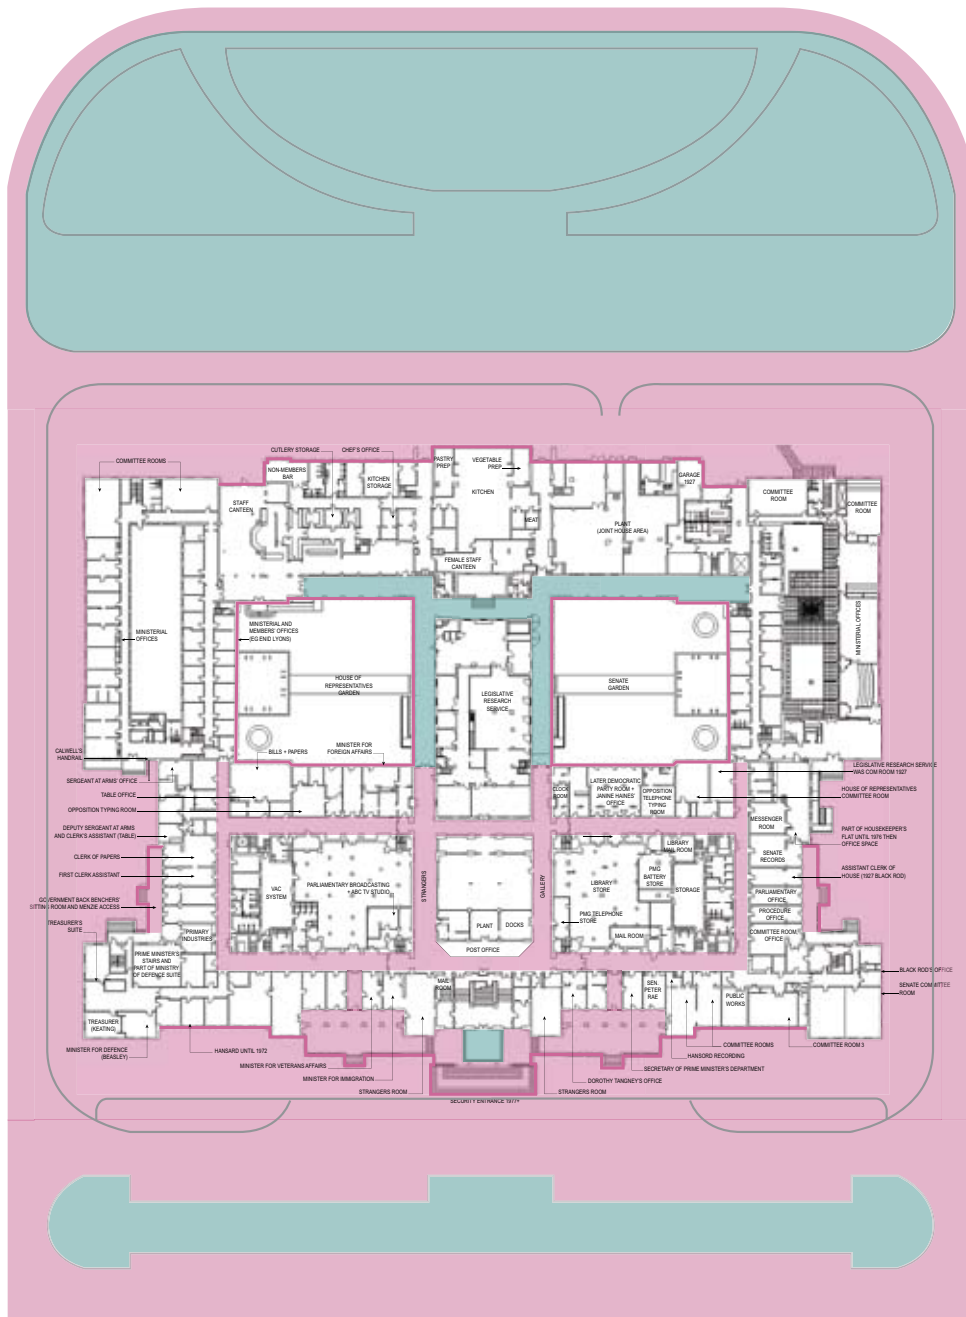 CUTLERY STORAGE
CHEF'S OFFICE
COMMITTEE ROOMS
PASTRY
PREP
VEGETABLE
PREP
NON-MEMBERS
BAR
KITCHEN
STORAGE
GARAGE
1927
KITCHEN
COMMITTEE
ROOM
COMMITTEE
ROOM
STAFF
CANTEEN
MEAT
PLANT
(JOINT HOUSE AREA)
FEMALE STAFF
CANTEEN
MINISTERIAL
OFFICES
MINISTERIAL AND
MEMBERS' OFFICES
(EG ENID LYONS)
MINISTERIAL OFFICES
HOUSE OF
REPRESENTATIVES
GARDEN
SENATE
GARDEN
LEGISLATIVE
RESEARCH
SERVICE
CALWELL'S
HANDRAIL
BILLS + PAPERS
MINISTER FOR
FOREIGN AFFAIRS
LEGISLATIVE RESEARCH SERVICE
WAS COM ROOM 1927
SERGEANT AT ARMS' OFFICE
TABLE OFFICE
CLOCK
ROOM
LATER DEMOCRATIC
PARTY ROOM +
JANINE HAINES'
OFFICE
OPPOSITION
TELEPHONE
TYPING
ROOM
HOUSE OF REPRESENTATIVES
COMMITTEE ROOM
OPPOSITION TYPING ROOM
MESSENGER
ROOM
DEPUTY SERGEANT AT ARMS
AND CLERK'S ASSISTANT (TABLE)
PART OF HOUSEKEEPER'S
FLAT UNTIL 1976 THEN
OFFICE SPACE
LIBRARY
MAIL ROOM
CLERK OF PAPERS
SENATE
RECORDS
FIRST CLERK ASSISTANT
ASSISTANT CLERK OF
HOUSE (1927 BLACK ROD)
PMG
BATTERY
STORE
VAC
SYSTEM
PARLIAMENTARY BROADCASTING
+ ABC TV STUDIO
STRANGERS
GALLERY
LIBRARY
STORE
STORAGE
PARLIAMENTARY
OFFICE
GOVERNMENT BACK BENCHERS'
SITTING ROOM AND MENZIE ACCESS
PROCEDURE
OFFICE
TREASURER'S
SUITE
PMG TELEPHONE
STORE
PLANT
DOCKS
PRIMARY
INDUSTRIES
MAIL ROOM
COMMITTEE ROOM
OFFICE
POST OFFICE
PRIME MINISTER'S
STAIRS AND
PART OF MINISTRY
OF DEFENCE SUITE
BLACK ROD'S OFFICE
MAIL
ROOM
SEN.
PETER
RAE
SENATE COMMITTEE
ROOM
PUBLIC
WORKS
TREASURER
(KEATING)
MINISTER FOR DEFENCE
(BEASLEY)
HANSARD UNTIL 1972
COMMITTEE ROOMS
COMMITTEE ROOM 3
HANSORD RECORDING
MINISTER FOR VETERANS AFFAIRS
SECRETARY OF PRIME MINISTER'S DEPARTMENT
MINISTER FOR IMMIGRATION
DOROTHY TANGNEY'S OFFICE
STRANGERS ROOM
STRANGERS ROOM
SECURITY ENTRANCE 1977+